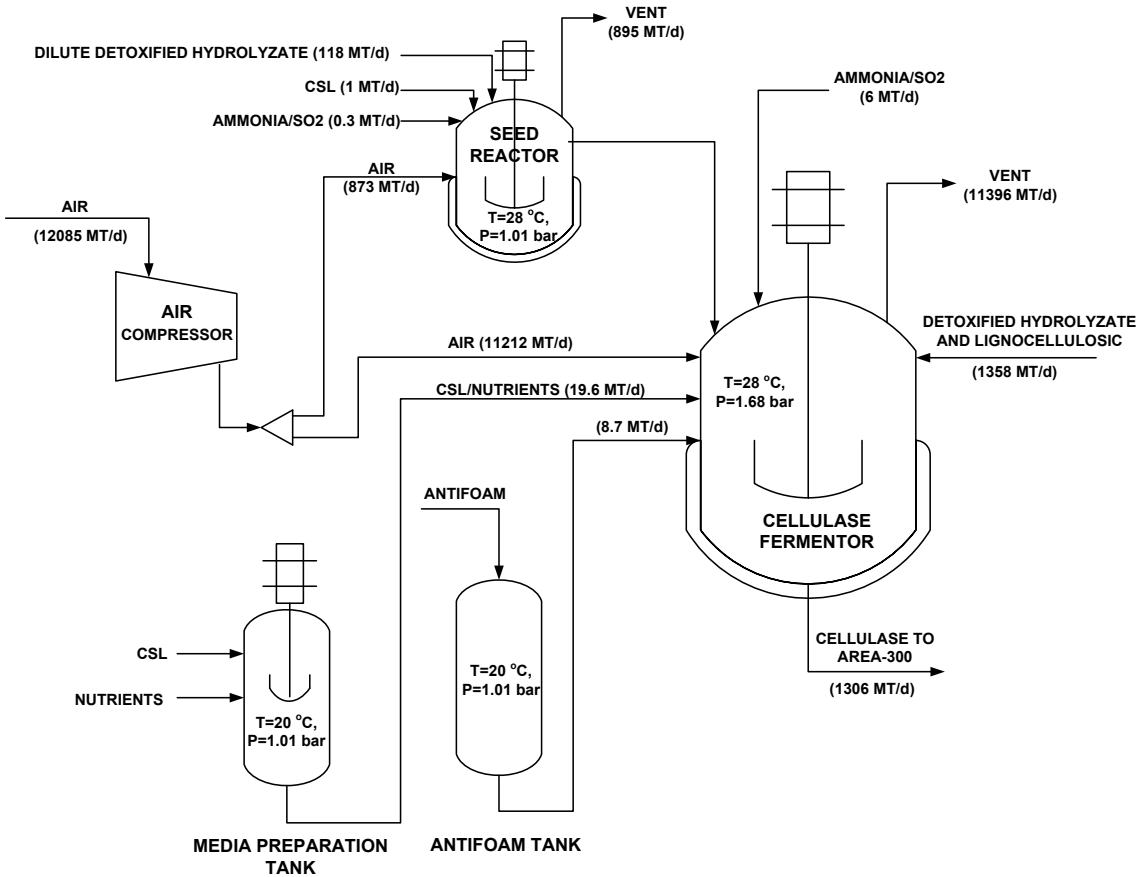 VENT
(895 MT/d)
DILUTE DETOXIFIED HYDROLYZATE (118 MT/d)
CSL (1 MT/d)
AMMONIA/SO2 (0.3 MT/d)
SEED
REACTOR
T=28 °C,
P=1.01 bar
AIR
(873 MT/d)
AMMONIA/SO2
(6 MT/d)
VENT
(11396 MT/d)
AIR
(12085 MT/d)
AIR
COMPRESSOR
AIR (11212 MT/d)
CSL/NUTRIENTS (19.6 MT/d)
(8.7 MT/d)
DETOXIFIED HYDROLYZATE
AND LIGNOCELLULOSIC
(1358 MT/d)
T=28 °C,
P=1.68 bar
CELLULASE
FERMENTOR
ANTIFOAM
T=20 °C,
P=1.01 bar
CSL
NUTRIENTS
T=20 °C,
P=1.01 bar
CELLULASE TO
AREA-300
(1306 MT/d)
MEDIA PREPARATION
TANK
ANTIFOAM TANK